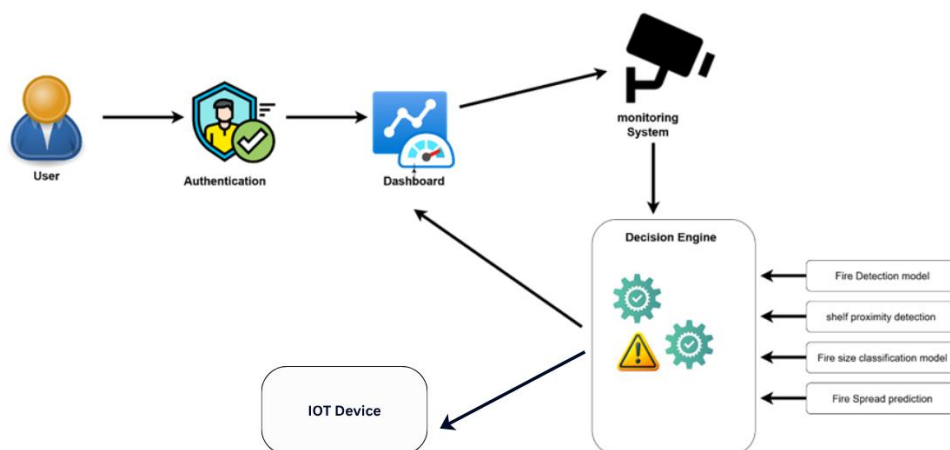 User
Authentication
Dashboard
monitoring
System
Decision Engine
Fire Detection model
shelf proximity detection
Fire size classification model
Fire Spread prediction
IOT Device